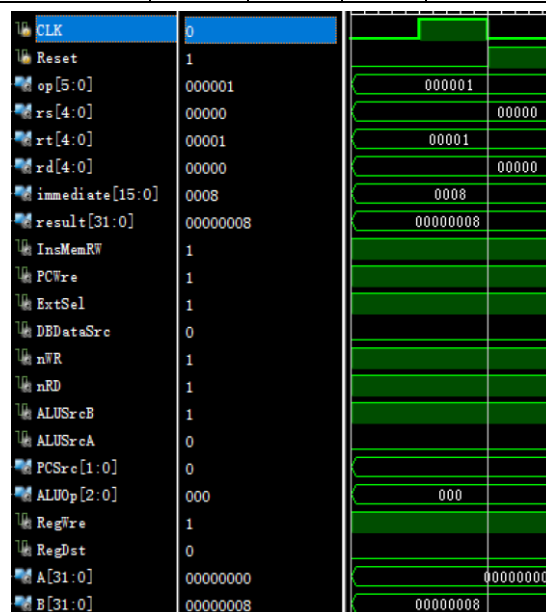 CLK 0
Reset 1
op[5:0] 000001 000001
rs[4:0] 00000 00000
rt[4:0] 00001 00001
rd[4:0] 00000 00000
immediate[15:0] 0008 0008
result[31:0] 00000008 00000008
InsMemRW 1
PCWre 1
ExtSel 1
DBDataSrc 0
nWR 1
nRD 1
ALUSrcB 1
ALUSrcA 0
PCSrc[1:0] 0
ALUOp[2:0] 000 000
RegWre 1
RegDst 0
A[31:0] 00000000 00000000
B[31:0] 00000008 00000008